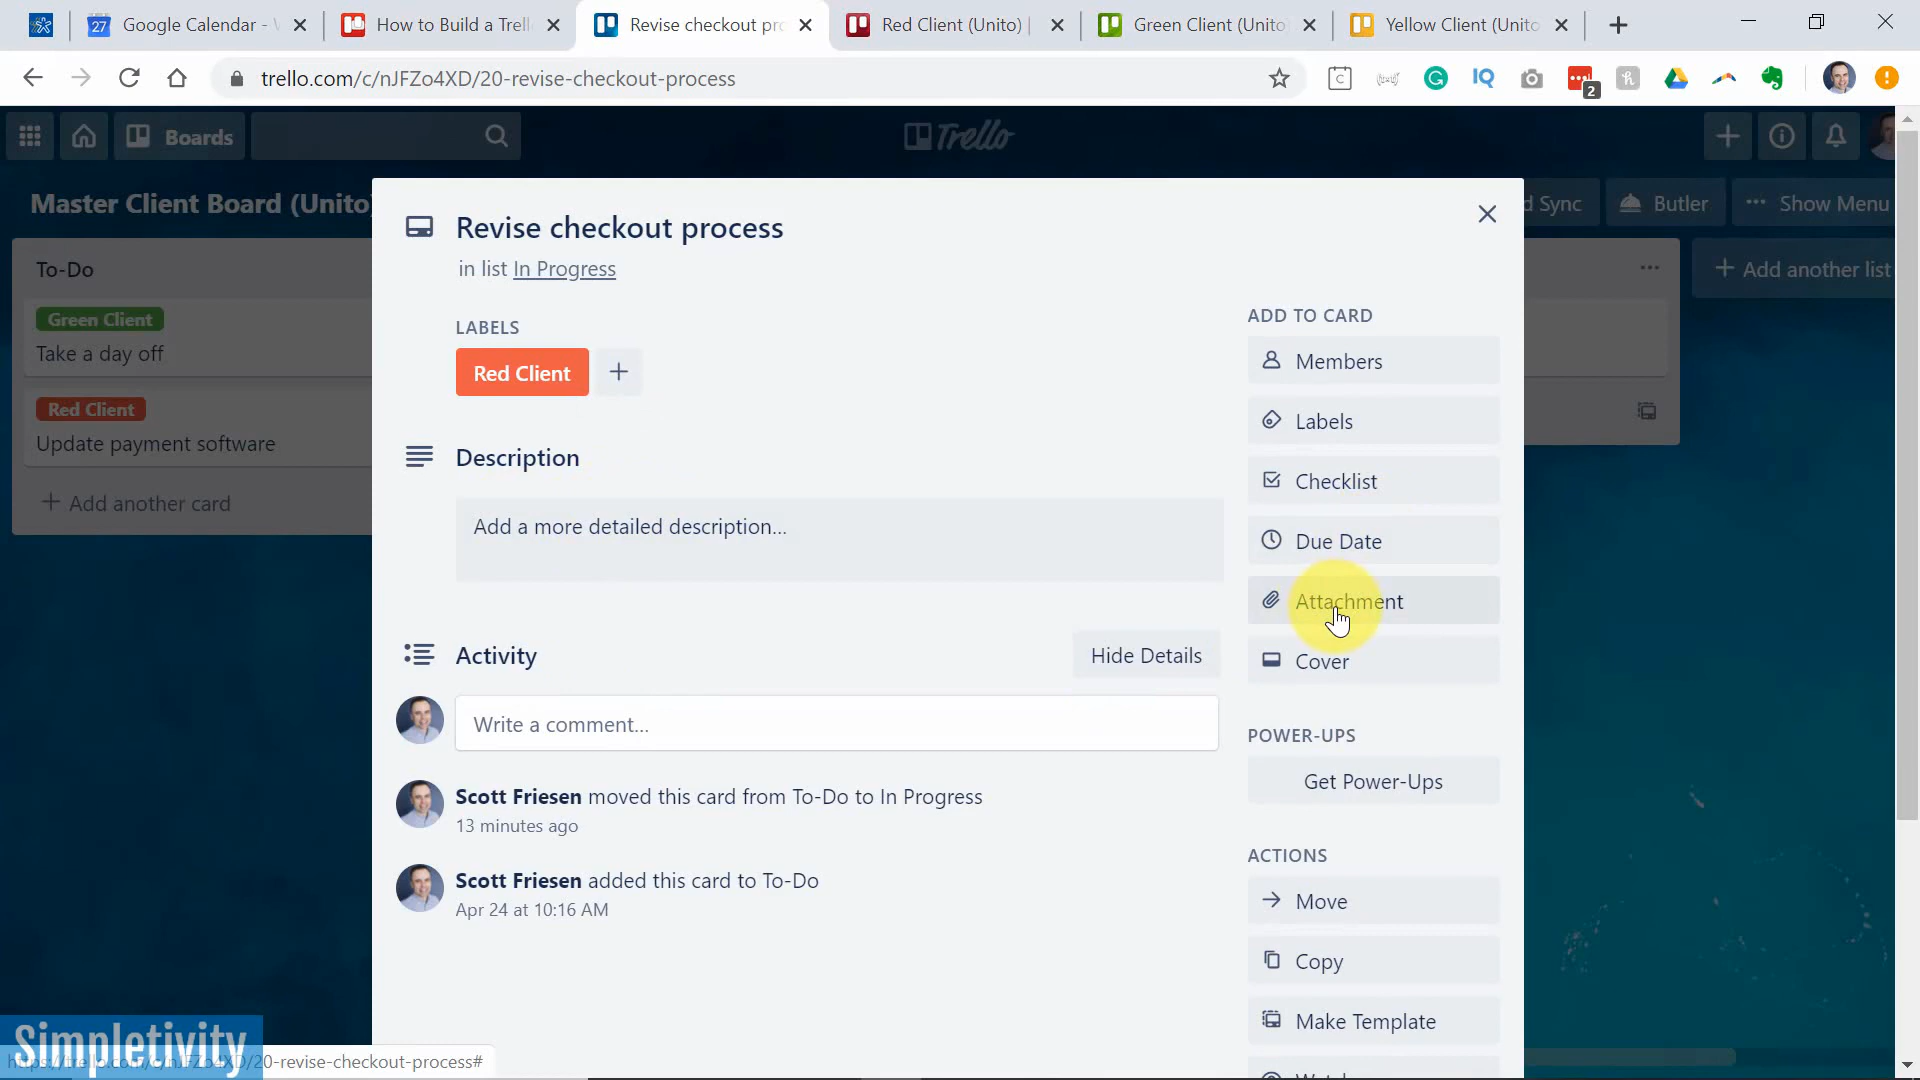 27 Google Calendar - V
How to Build a Trell
Revise checkout pro
Red Client (Unito) |
Green Client (Unito)
Yellow Client (Unito
trello.com/c/nJFZo4XD/20-revise-checkout-process
2
Boards
Trello
Master Client Board (Unito)
d Sync
Butler
Show Menu
To-Do
Green Client
Take a day off
Red Client
Update payment software
Add another card
Add another list
Revise checkout process
in list In Progress
LABELS
Red Client
Description
Add a more detailed description...
Activity
Hide Details
Write a comment...
Scott Friesen moved this card from To-Do to In Progress
13 minutes ago
Scott Friesen added this card to To-Do
Apr 24 at 10:16 AM
ADD TO CARD
Members
Labels
Checklist
Due Date
Attachment
Cover
POWER-UPS
Get Power-Ups
ACTIONS
Move
Copy
Make Template
Simpletivity
https://trello.com/c/nJFZo4XD/20-revise-checkout-process#